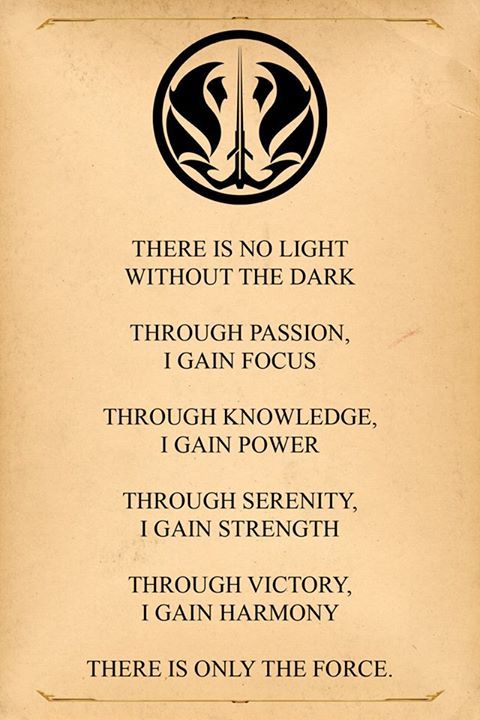 THERE IS NO LIGHT
WITHOUT THE DARK
THROUGH PASSION,
I GAIN FOCUS
THROUGH KNOWLEDGE,
I GAIN POWER
THROUGH SERENITY,
I GAIN STRENGTH
THROUGH VICTORY,
I GAIN HARMONY
THERE IS ONLY THE FORCE.